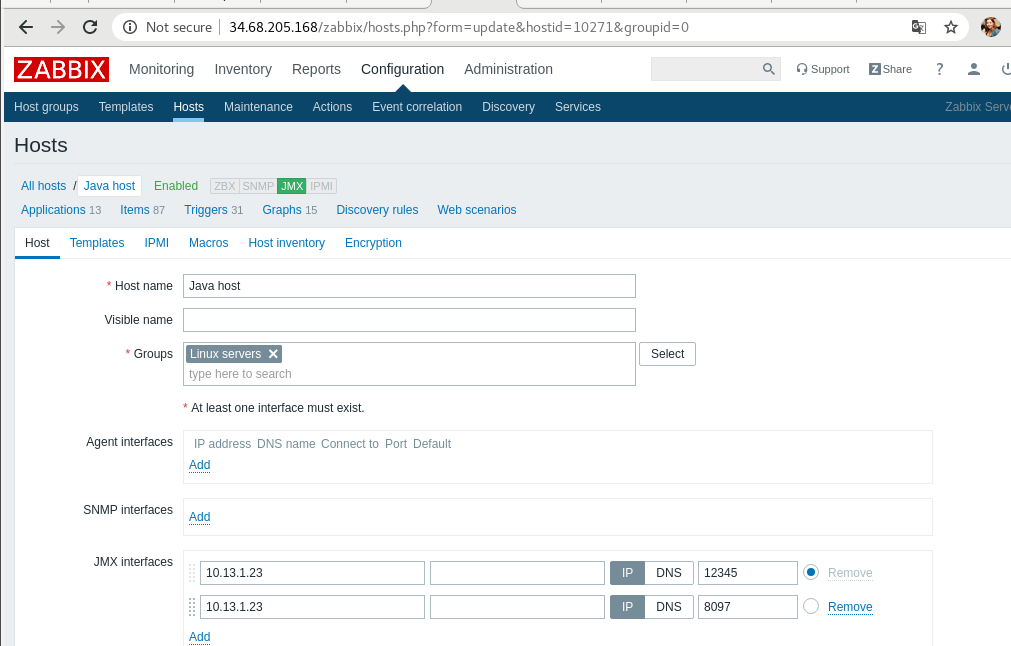 Not secure 34.68.205.168/zabbix/hosts.php?form=update&hostid=10271&groupid=0
ZABBIX Monitoring Inventory Reports Configuration Administration Support Z Share ?
Host groups Templates Hosts Maintenance Actions Event correlation Discovery Services Zabbix Serve
Hosts
All hosts / Java host Enabled ZBX SNMP JMX IPMI
Applications 13 Items 87 Triggers 31 Graphs 15 Discovery rules Web scenarios
Host Templates IPMI Macros Host inventory Encryption
* Host name Java host
Visible name
* Groups Linux servers Select
type here to search
* At least one interface must exist.
Agent interfaces IP address DNS name Connect to Port Default
Add
SNMP interfaces Add
JMX interfaces
10.13.1.23 IP DNS 12345 Remove
10.13.1.23 IP DNS 8097 Remove
Add